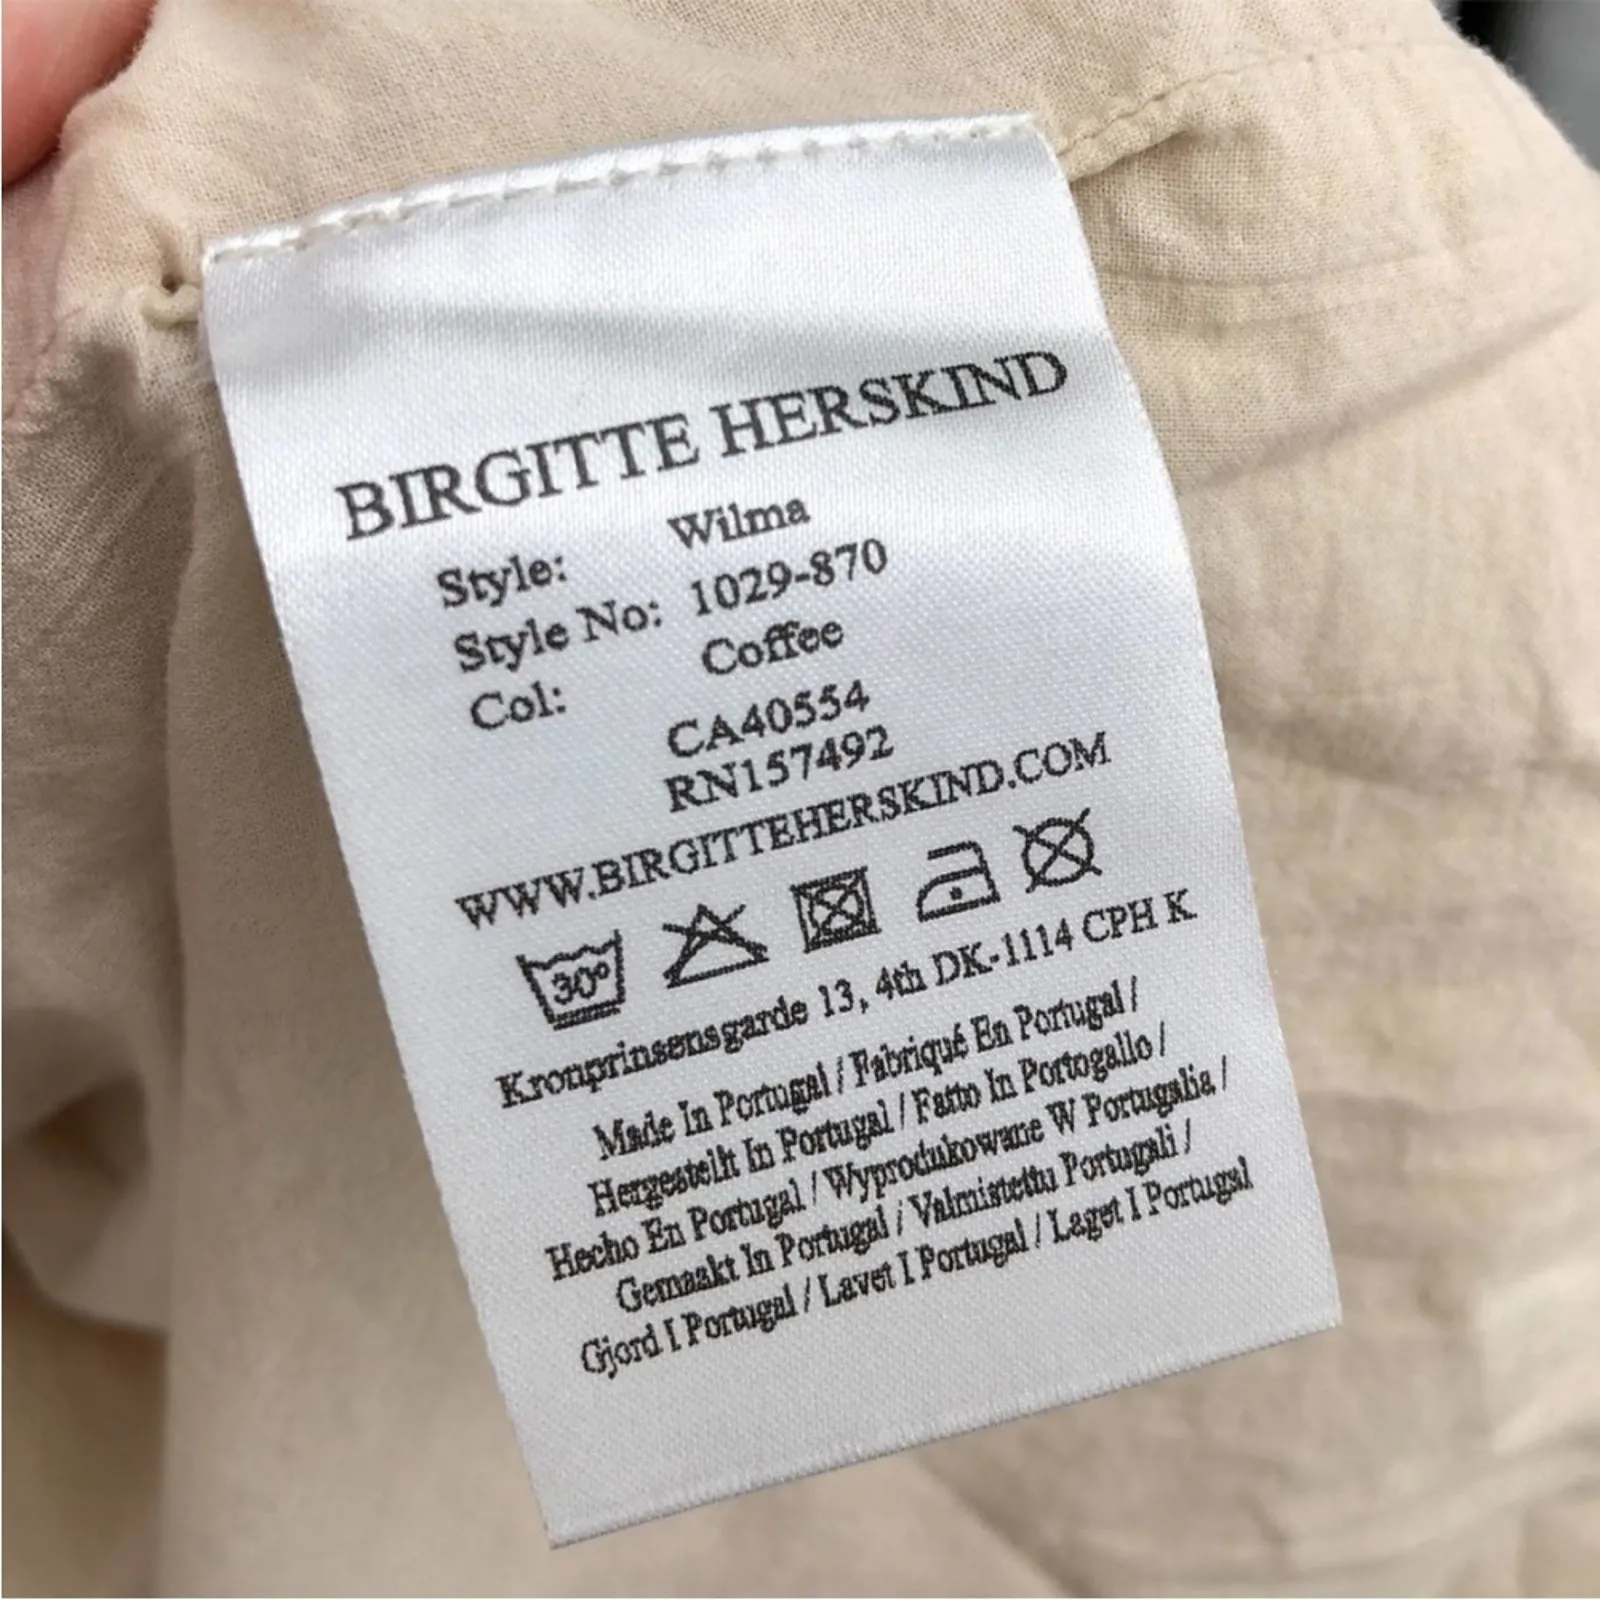 BIRGITTE HERSKIND
Style: Wilma
Style No: 1029-870
Col: Coffee
CA40554
RN157492
WWW.BIRGITTEHERSKIND.COM
30°
Kronprinsensgarde 13, 4th DK-1114 CPH K
Made In Portugal / Fabriqué En Portugal /
Hergestellt In Portugal / Fatto In Portogallo /
Hecho En Portugal / Wyprodukowane W Portugalia /
Gemaakt In Portugal / Valmistettu Portugali /
Gjord I Portugal / Lavet I Portugal / Laget I Portugal